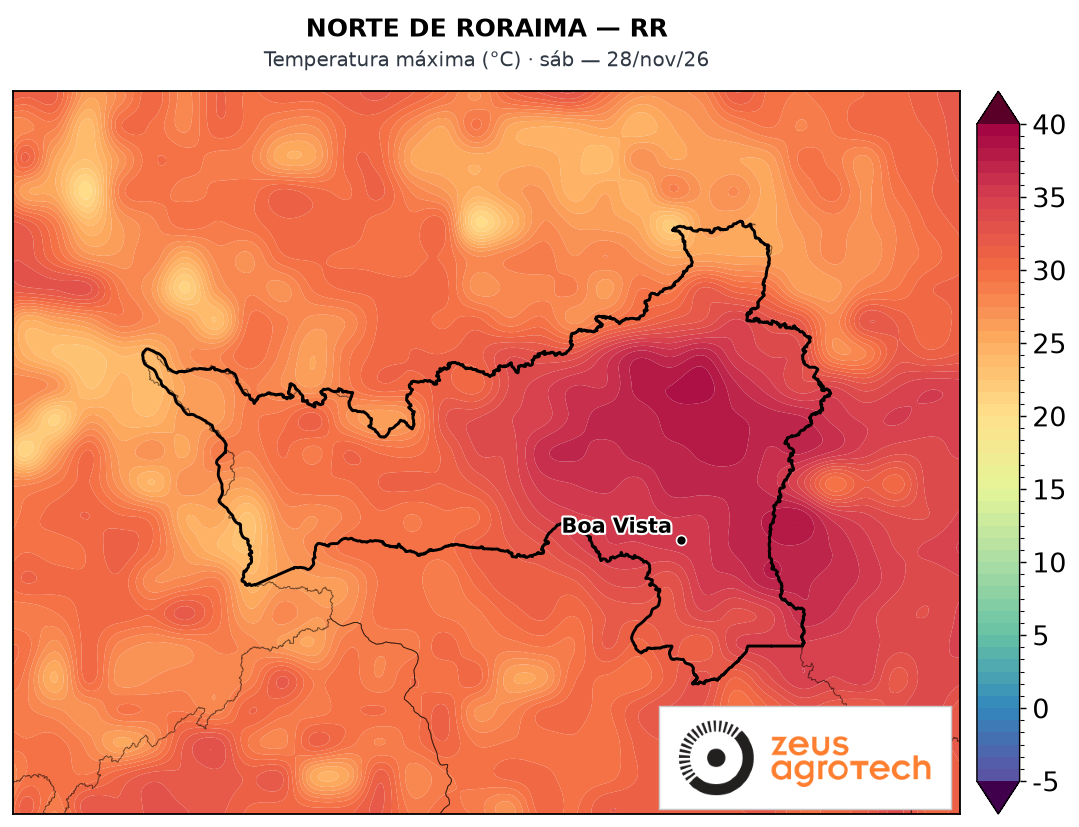 NORTE DE RORAIMA — RR
Temperatura máxima (°C) · sáb — 28/nov/26
40
35
30
25
20
15
10
5
0
-5
Boa Vista
zeus
agrotech